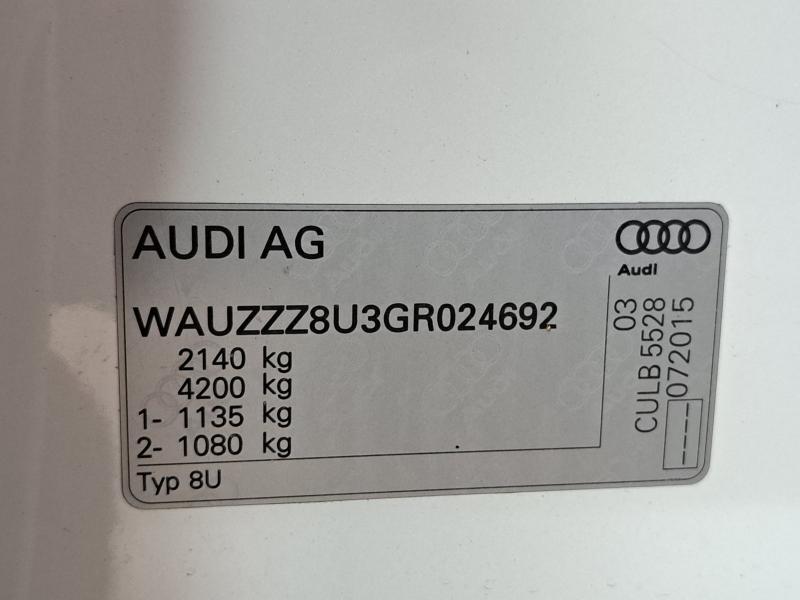 AUDI AG
Audi
WAUZZZ8U3GR024692
2140 kg
4200 kg
1- 1135 kg
2- 1080 kg
Typ 8U
03
CULB 5528
----072015